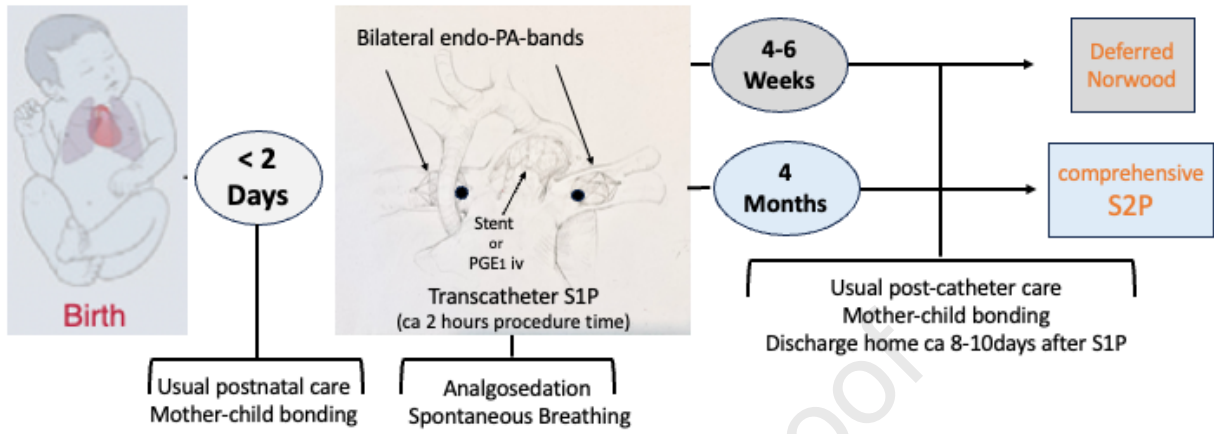 Birth
< 2
Days
Usual postnatal care
Mother-child bonding
Bilateral endo-PA-bands
Stent
or
PGE1 iv
Transcatheter S1P
(ca 2 hours procedure time)
Analgosedation
Spontaneous Breathing
4-6
Weeks
Deferred
Norwood
4
Months
comprehensive
S2P
Usual post-catheter care
Mother-child bonding
Discharge home ca 8-10days after S1P
oof